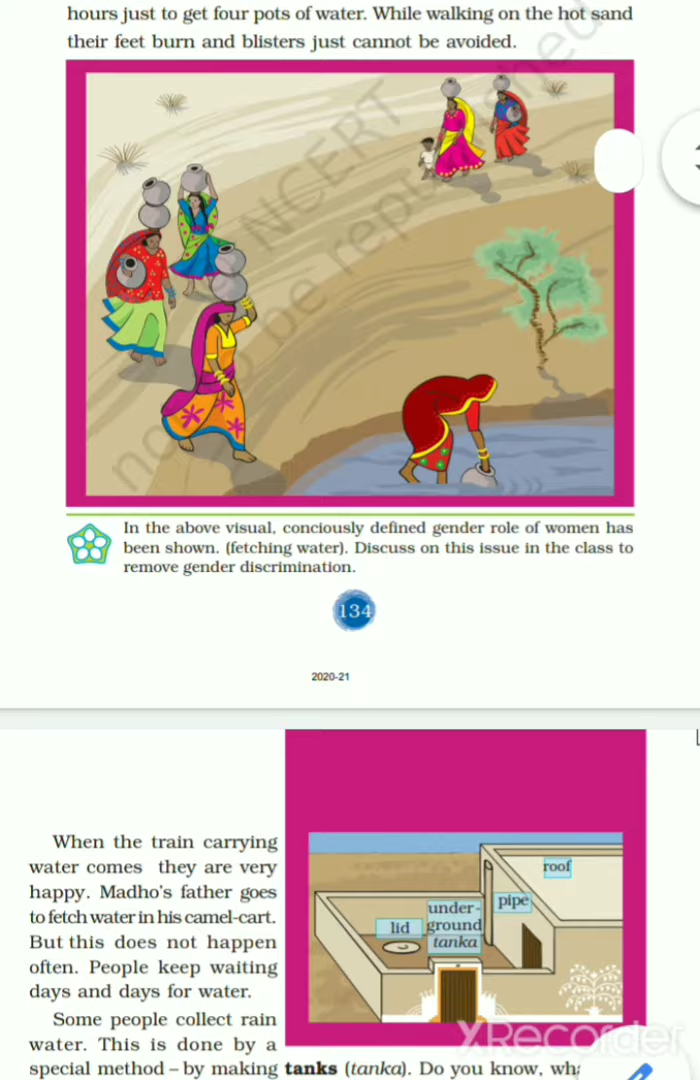 hours just to get four pots of water. While walking on the hot sand
their feet burn and blisters just cannot be avoided.
NCERT
not to be republished
In the above visual, conciously defined gender role of women has
been shown. (fetching water). Discuss on this issue in the class to
remove gender discrimination.
134
2020-21
When the train carrying
water comes they are very
happy. Madho's father goes
to fetch water in his camel-cart.
But this does not happen
often. People keep waiting
days and days for water.
Some people collect rain
water. This is done by a
special method – by making tanks (tanka). Do you know,
roof
pipe
under-
ground
tanka
lid
XRecorder